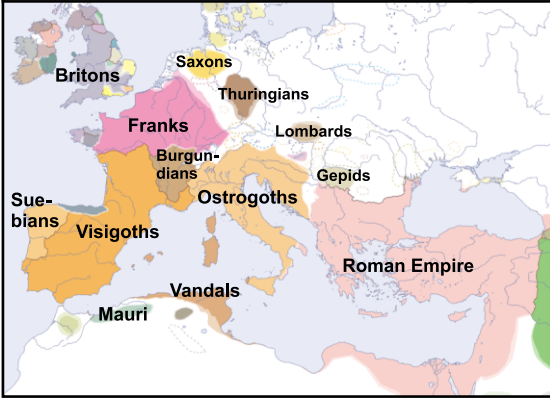 Saxons
Britons
Thuringians
Franks
Lombards
Burgun-
dians
Gepids
Sue-
bians
Ostrogoths
Visigoths
Roman Empire
Vandals
Mauri